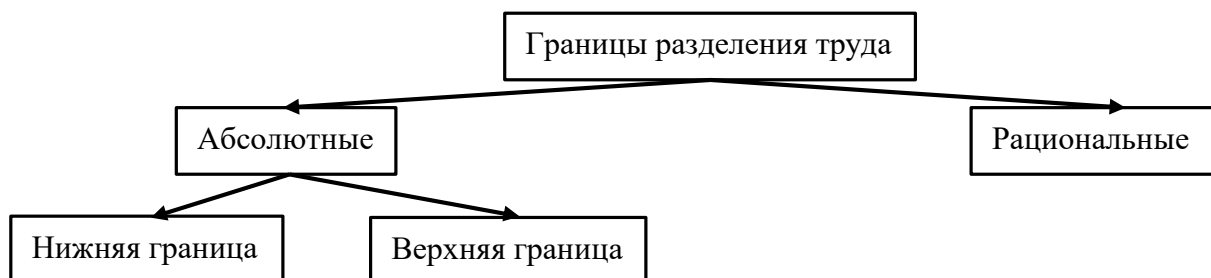 Границы разделения труда
Абсолютные
Рациональные
Нижняя граница
Верхняя граница